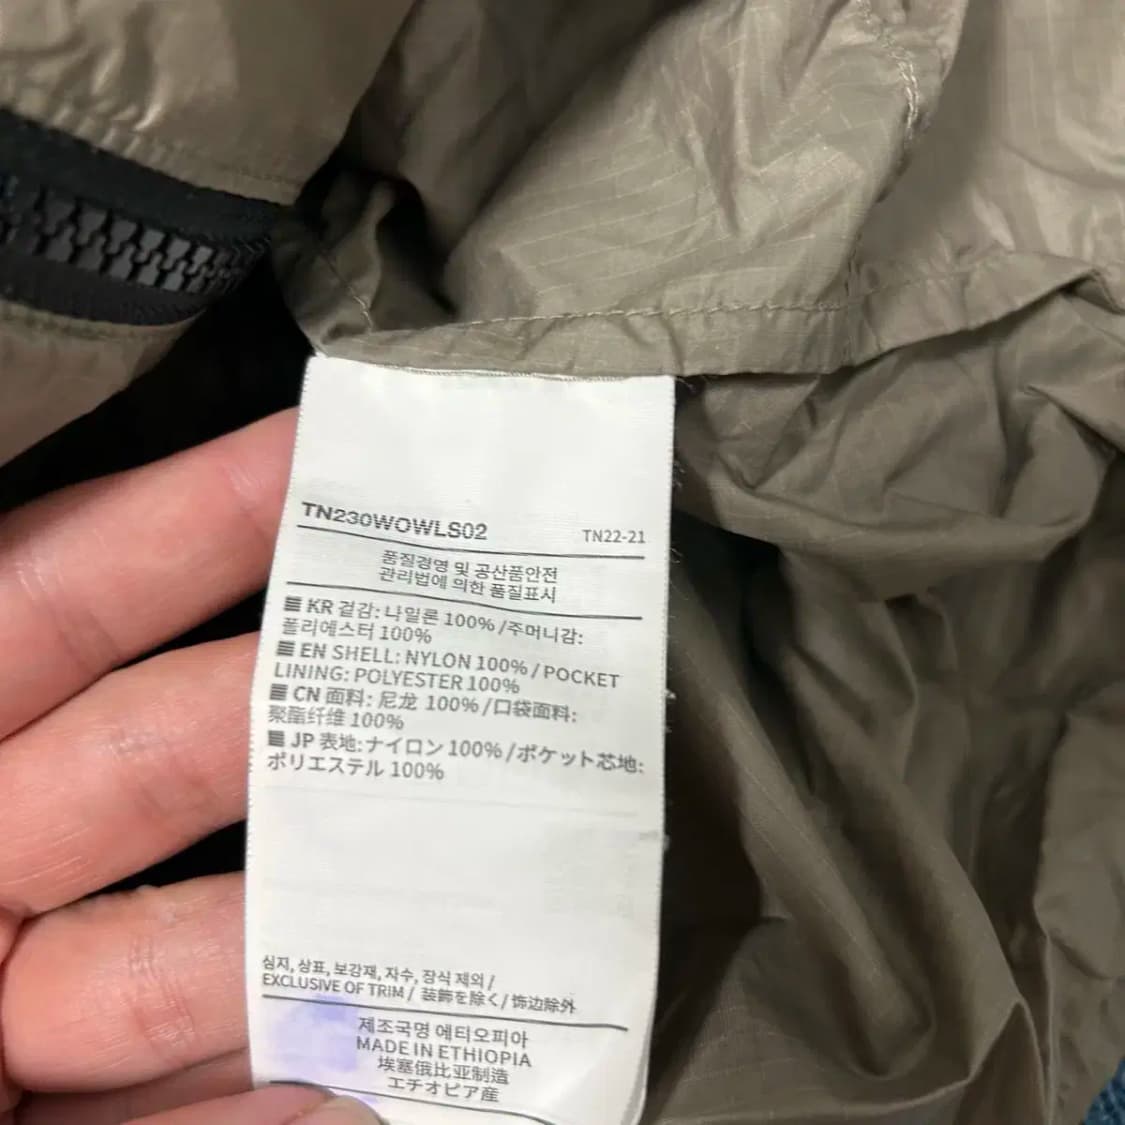 TN230WOWLS02 TN22-21
품질경영 및 공산품안전
관리법에 의한 품질표시
KR 겉감: 나일론 100% /주머니감:
폴리에스터 100%
EN SHELL: NYLON 100% / POCKET
LINING: POLYESTER 100%
CN 面料: 尼龙 100% /口袋面料:
聚酯纤维 100%
JP 表地:ナイロン 100% /ポケット芯地:
ポリエステル 100%
심지, 상표, 보강재, 자수, 장식 제외 /
EXCLUSIVE OF TRIM / 装飾を除く/ 饰边除外
제조국명 에티오피아
MADE IN ETHIOPIA
埃塞俄比亚制造
エチオピア産